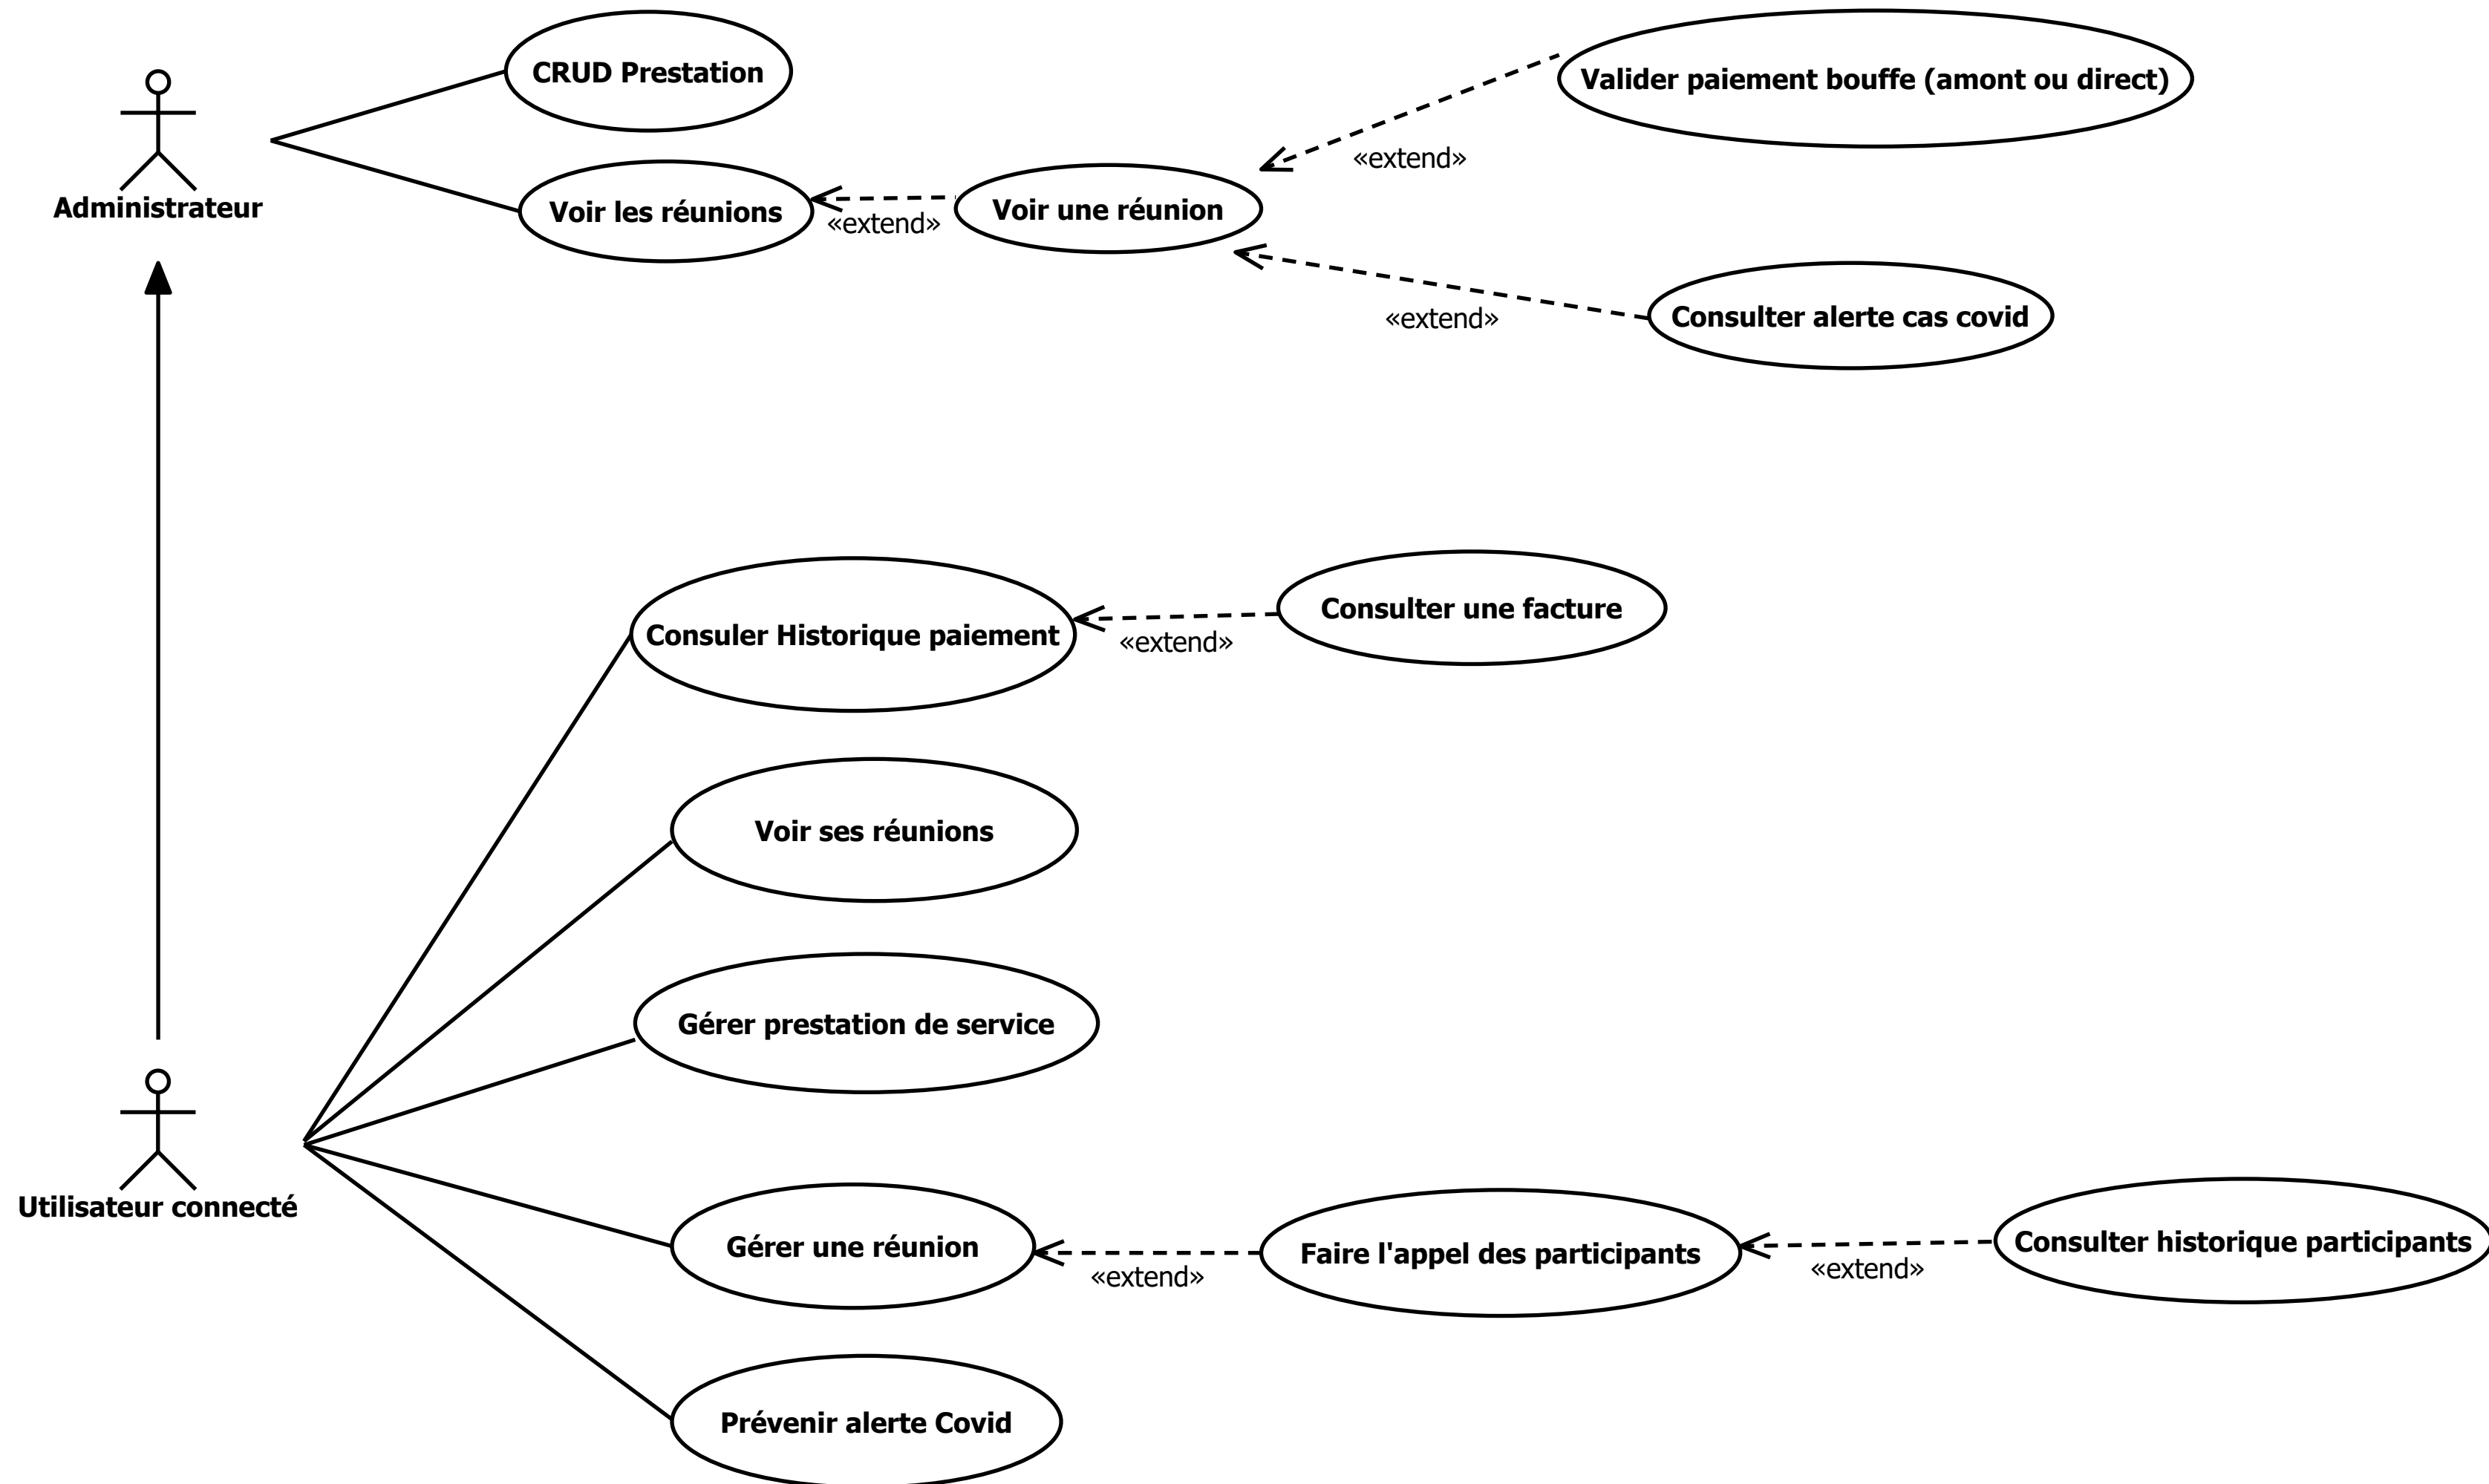 CRUD Prestation
Valider paiement bouffe (amont ou direct)
«extend»
Administrateur
Voir les réunions
«extend»
Voir une réunion
«extend»
Consulter alerte cas covid
Consuler Historique paiement
«extend»
Consulter une facture
Voir ses réunions
Gérer prestation de service
Utilisateur connecté
Gérer une réunion
«extend»
Faire l'appel des participants
«extend»
Consulter historique participants
Prévenir alerte Covid